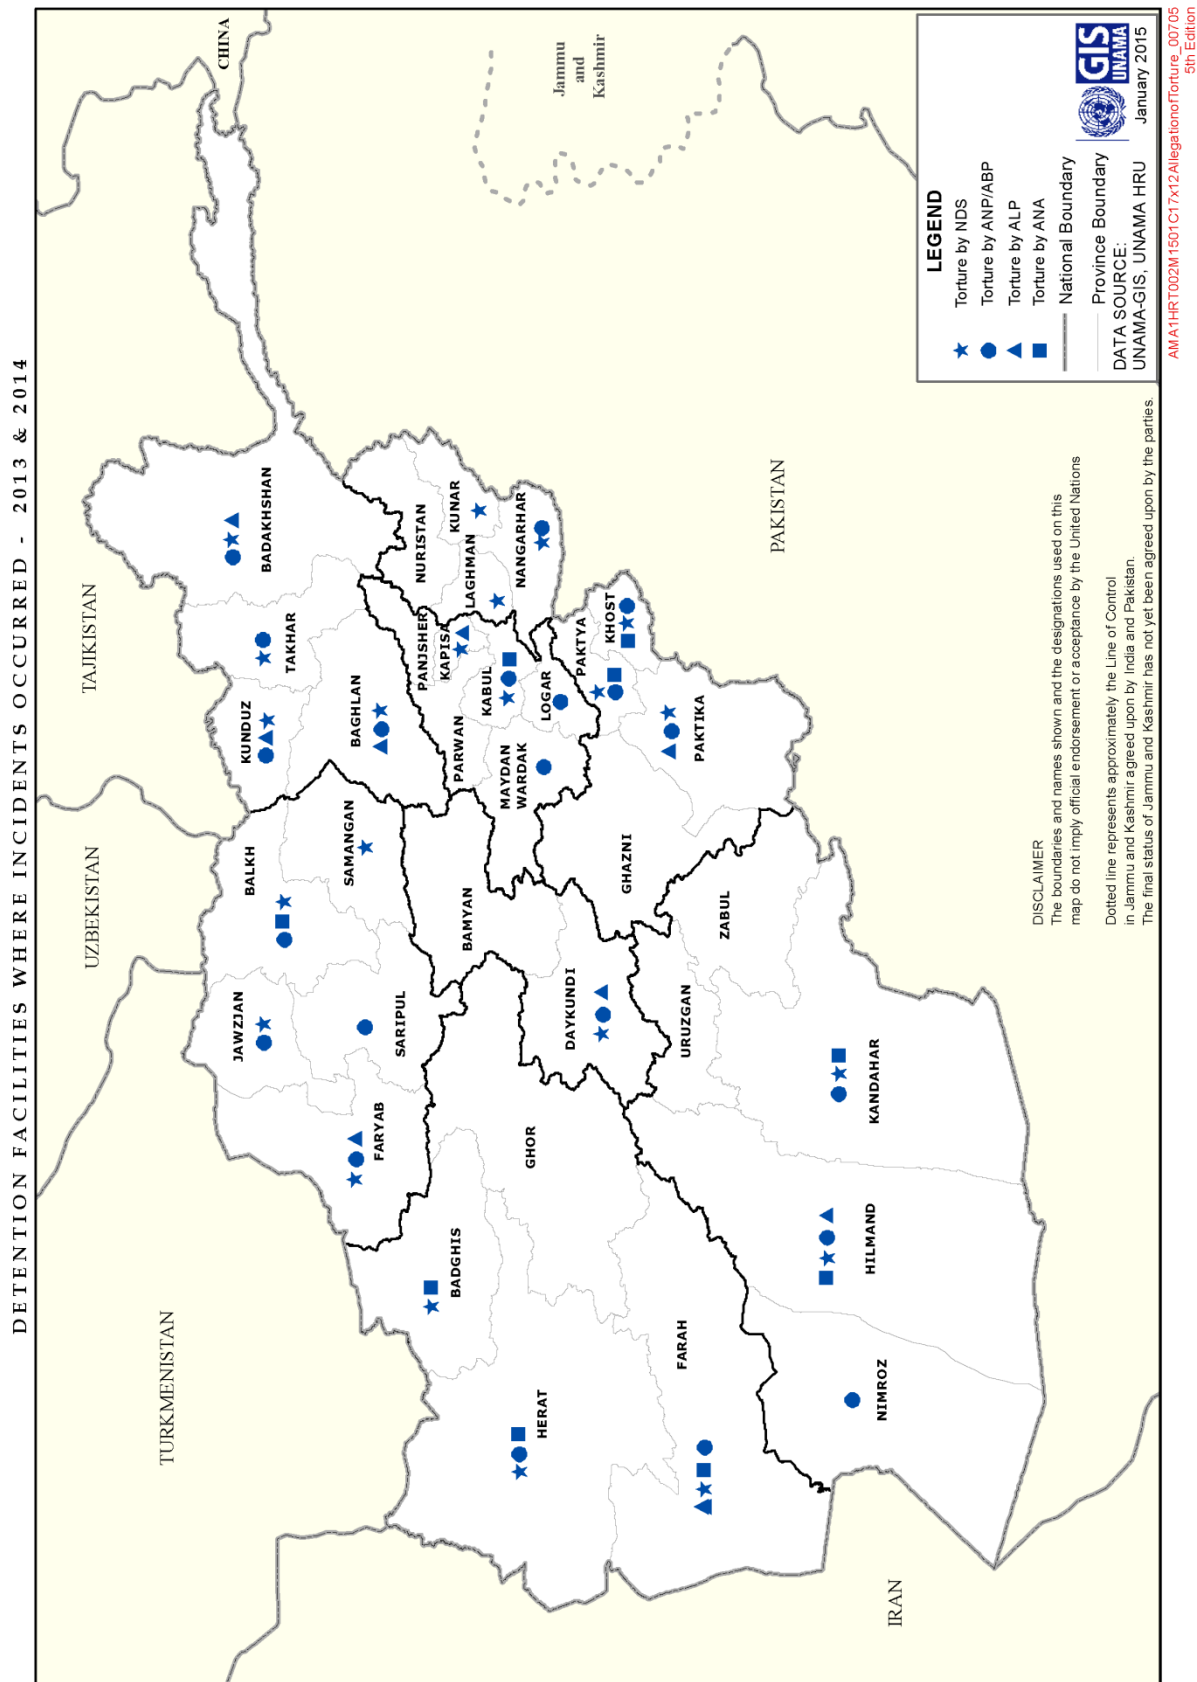 DETENTION FACILITIES WHERE INCIDENTS OCCURRED - 2013 & 2014
TURKMENISTAN
UZBEKISTAN
TAJIKISTAN
CHINA
Jammu
and
Kashmir
PAKISTAN
IRAN
BADAKHSHAN
TAKHAR
KUNDUZ
BAGHLAN
BALKH
SAMANGAN
JAWZJAN
SARIPUL
FARYAB
BADGHIS
HERAT
GHOR
FARAH
NIMROZ
HILMAND
KANDAHAR
URUZGAN
ZABUL
DAYKUNDI
BAMYAN
GHAZNI
PAKTIKA
PAKTYA
KHOST
LOGAR
MAYDAN
WARDAK
KABUL
PARWAN
PANJSHER
KAPISA
LAGHMAN
NANGARHAR
KUNAR
NURISTAN
DISCLAIMER
The boundaries and names shown and the designations used on this
map do not imply official endorsement or acceptance by the United Nations
Dotted line represents approximately the Line of Control
in Jammu and Kashmir agreed upon by India and Pakistan.
The final status of Jammu and Kashmir has not yet been agreed upon by the parties.
LEGEND
Torture by NDS
Torture by ANP/ABP
Torture by ALP
Torture by ANA
National Boundary
Province Boundary
DATA SOURCE:
UNAMA-GIS, UNAMA HRU
GIS
UNAMA
January 2015
AMA1HRT002M1501C17x12AllegationofTorture_00705
5th Edition